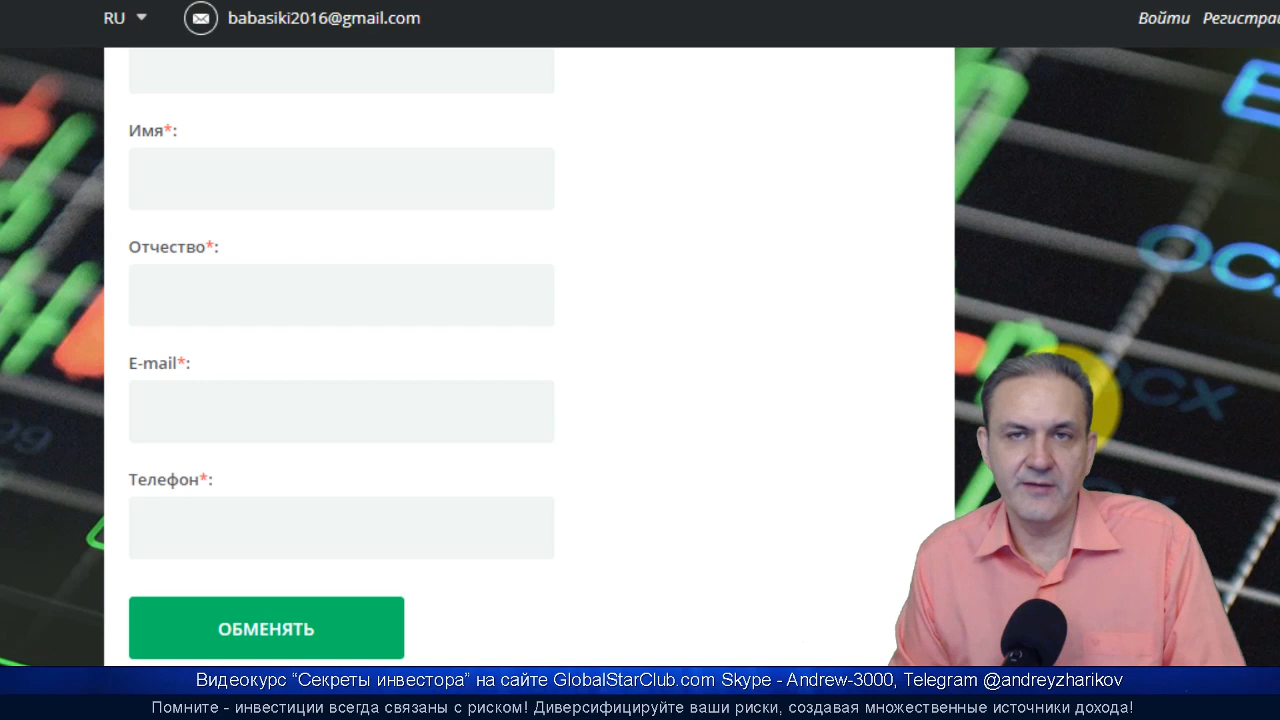 RU
babasiki2016@gmail.com
Войти
Имя*:
Отчество*:
E-mail*:
Телефон*:
ОБМЕНЯТЬ
Видеокурс “Секреты инвестора” на сайте GlobalStarClub.com Skype - Andrew-3000, Telegram @andreyzharikov
Помните - инвестиции всегда связаны с риском! Диверсифицируйте ваши риски, создавая множественные источники дохода!